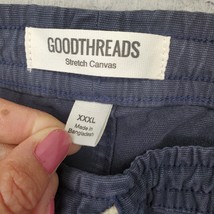 GOODTHREADS
Stretch Canvas
XXXL
Made in
Bangladesh